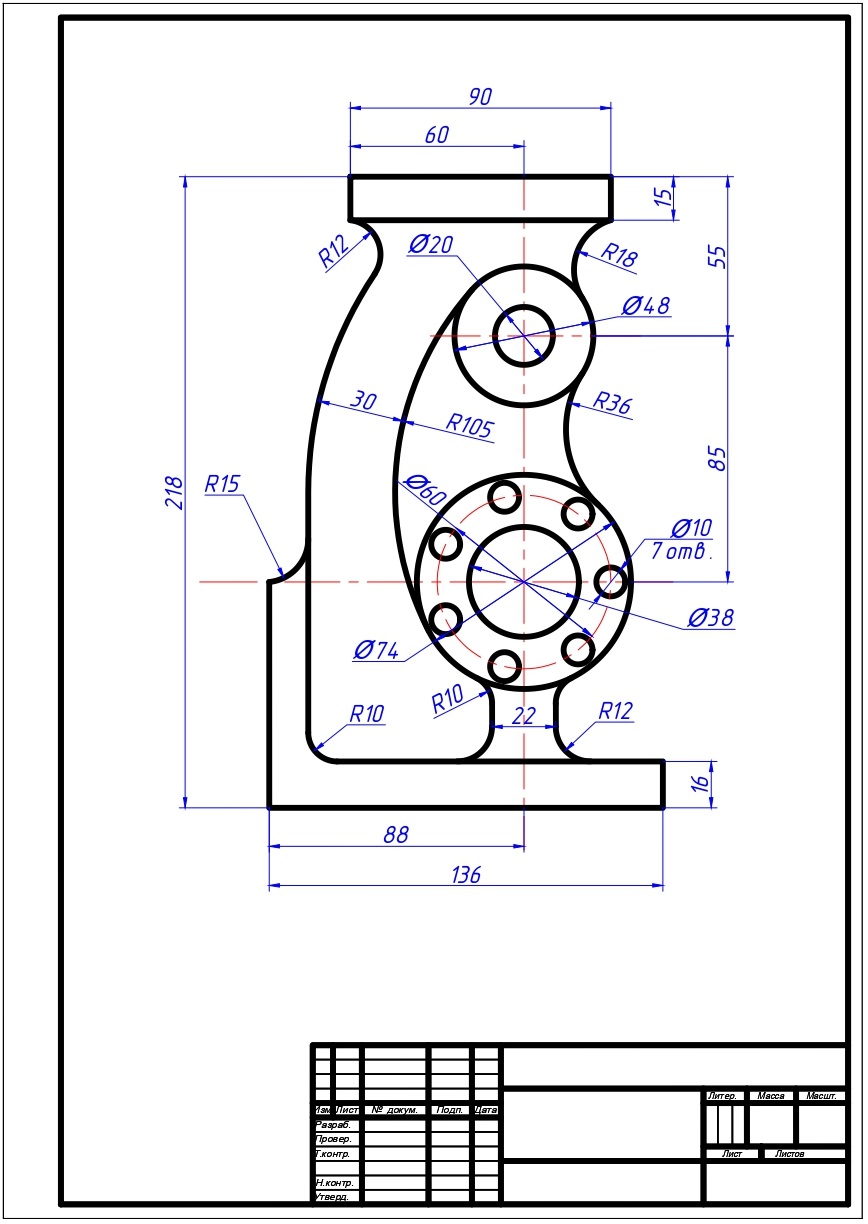 90
60
15
55
R12
Ø20
R18
Ø48
30
R105
R36
85
218
R15
Ø60
Ø10
7 отв.
Ø38
Ø74
R10
22
R12
R10
16
88
136
Литер. Масса Масшт.
Изм Лист № докум. Подп. Дата
Разраб.
Провер.
Т.контр.
Лист Листов
Н.контр.
Утверд.